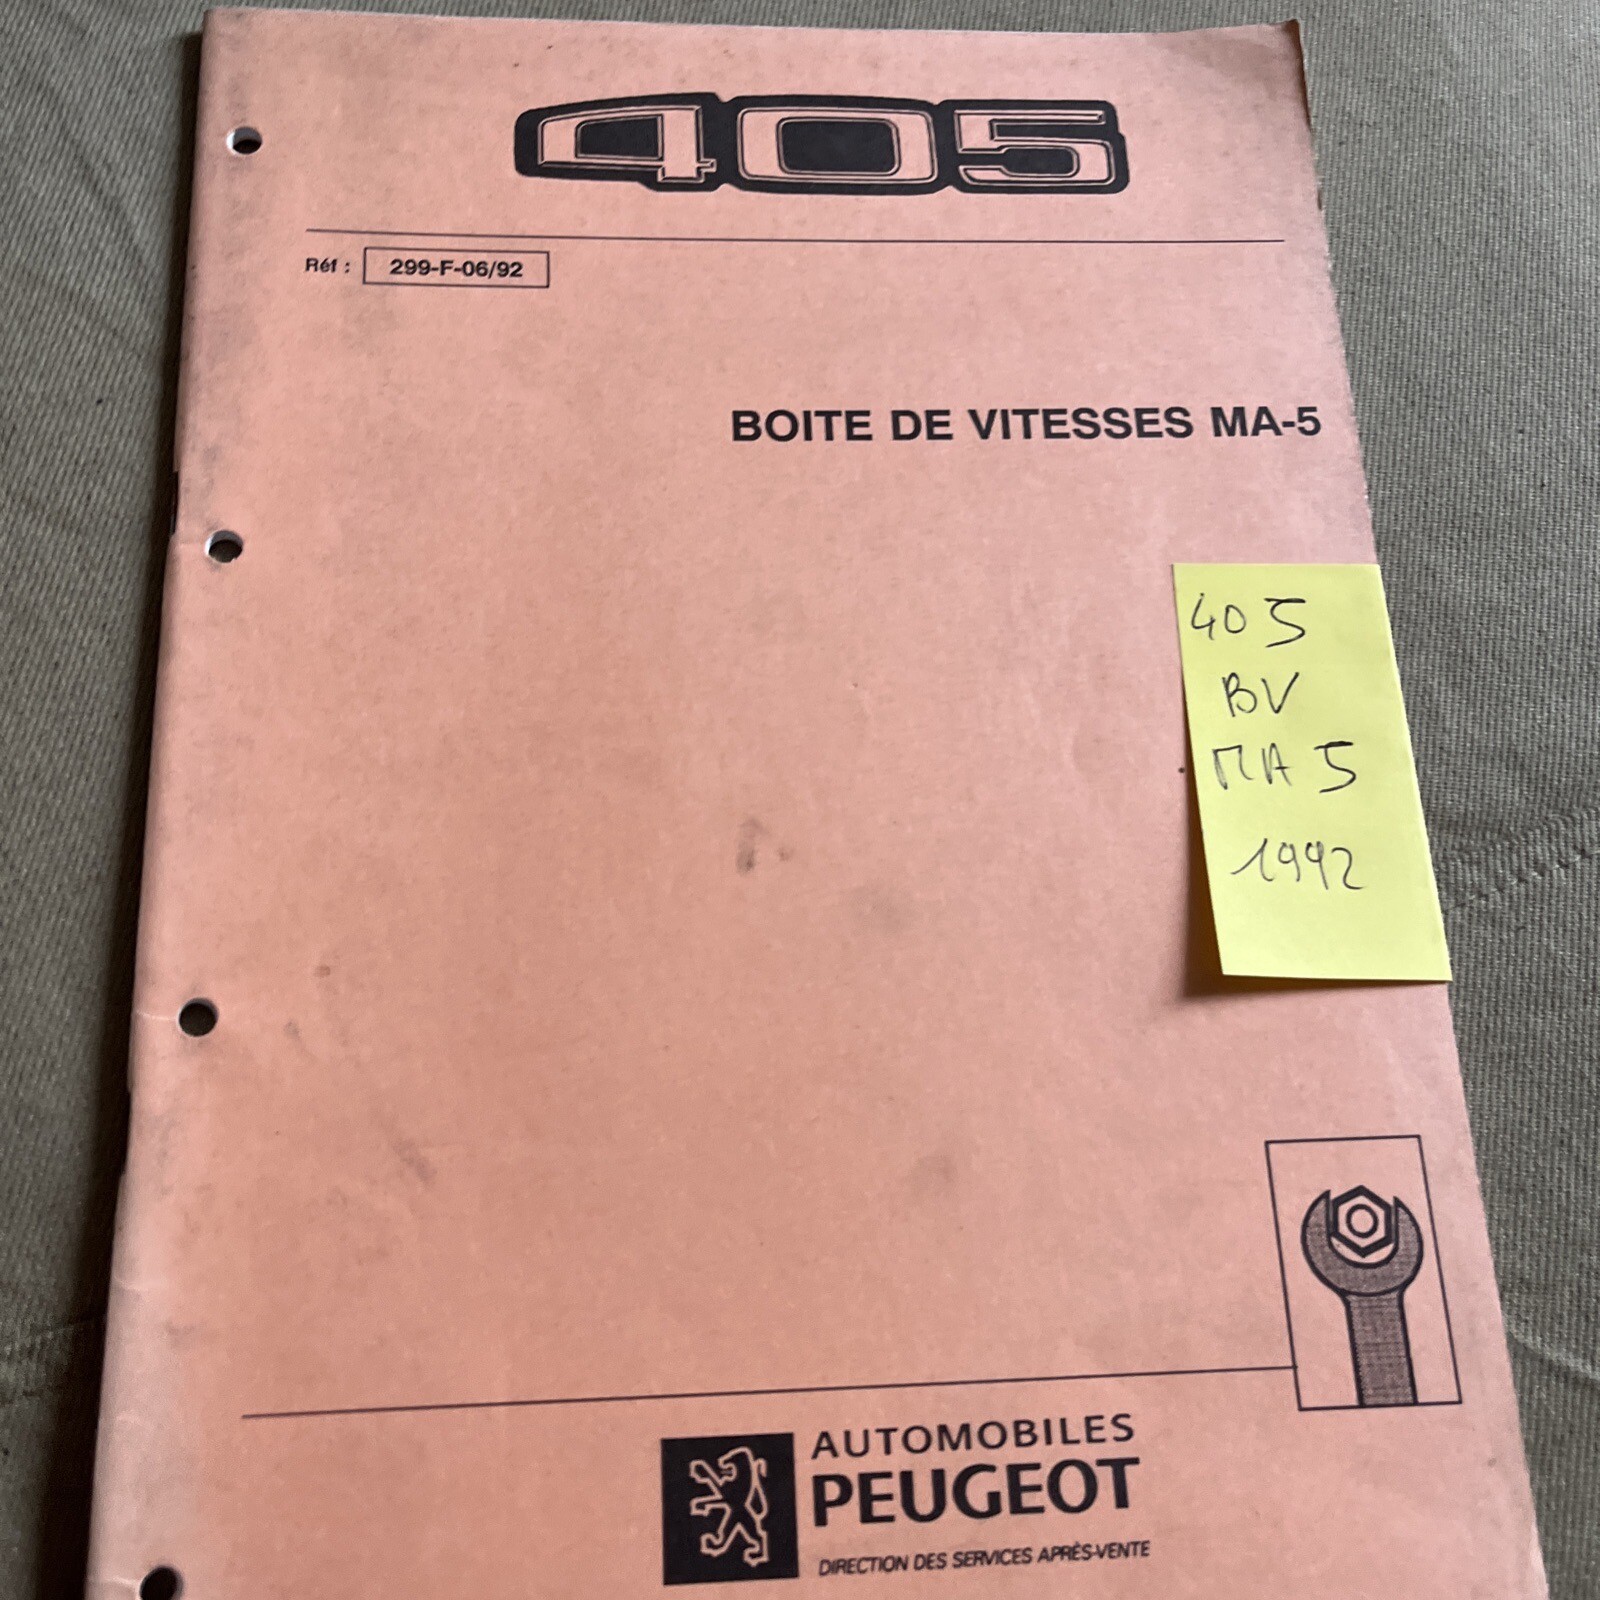 405
Réf : 299-F-06/92
BOITE DE VITESSES MA-5
405
BV
MA 5
1992
AUTOMOBILES
PEUGEOT
DIRECTION DES SERVICES APRÈS-VENTE